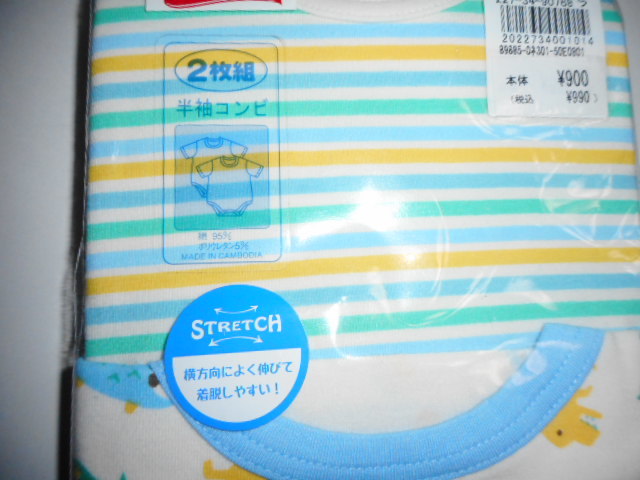 2枚組
半袖コンビ
綿 95%
ポリウレタン5%
MADE IN CAMBODIA
STRETCH
横方向によく伸びて
着脱しやすい!
2022734001014
本体 ¥900
(税込 ¥990)